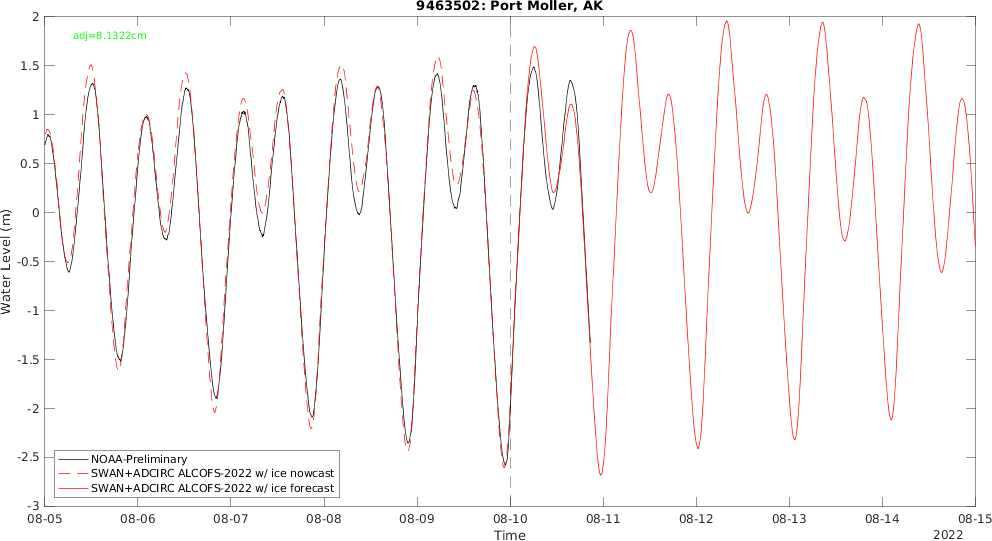 9463502: Port Moller, AK
adj=8.1322cm
2
1.5
1
0.5
0
-0.5
-1
-1.5
-2
-2.5
-3
Water Level (m)
NOAA-Preliminary
SWAN+ADCIRC ALCOFS-2022 w/ ice nowcast
SWAN+ADCIRC ALCOFS-2022 w/ ice forecast
08-05 08-06 08-07 08-08 08-09 08-10 08-11 08-12 08-13 08-14 08-15
Time
2022